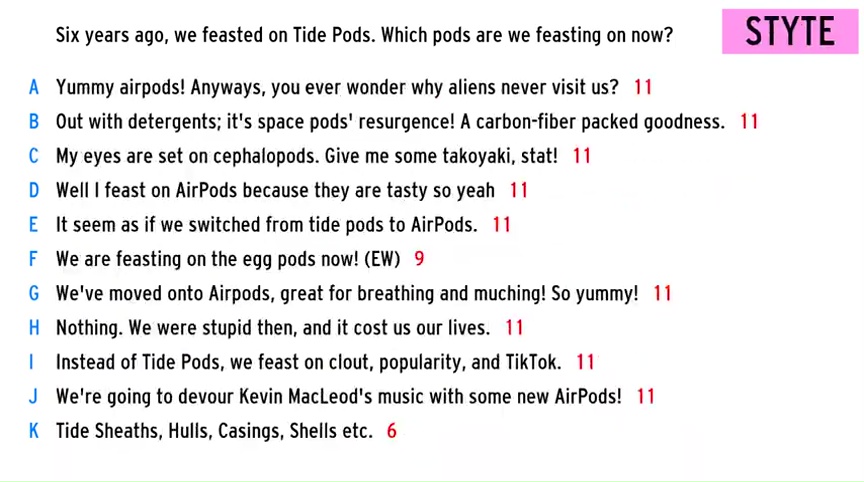 Six years ago, we feasted on Tide Pods. Which pods are we feasting on now?
STYTE
A Yummy airpods! Anyways, you ever wonder why aliens never visit us? 11
B Out with detergents; it's space pods' resurgence! A carbon-fiber packed goodness. 11
C My eyes are set on cephalopods. Give me some takoyaki, stat! 11
D Well I feast on AirPods because they are tasty so yeah 11
E It seem as if we switched from tide pods to AirPods. 11
F We are feasting on the egg pods now! (EW) 9
G We've moved onto Airpods, great for breathing and muching! So yummy! 11
H Nothing. We were stupid then, and it cost us our lives. 11
I Instead of Tide Pods, we feast on clout, popularity, and TikTok. 11
J We're going to devour Kevin MacLeod's music with some new AirPods! 11
K Tide Sheaths, Hulls, Casings, Shells etc. 6